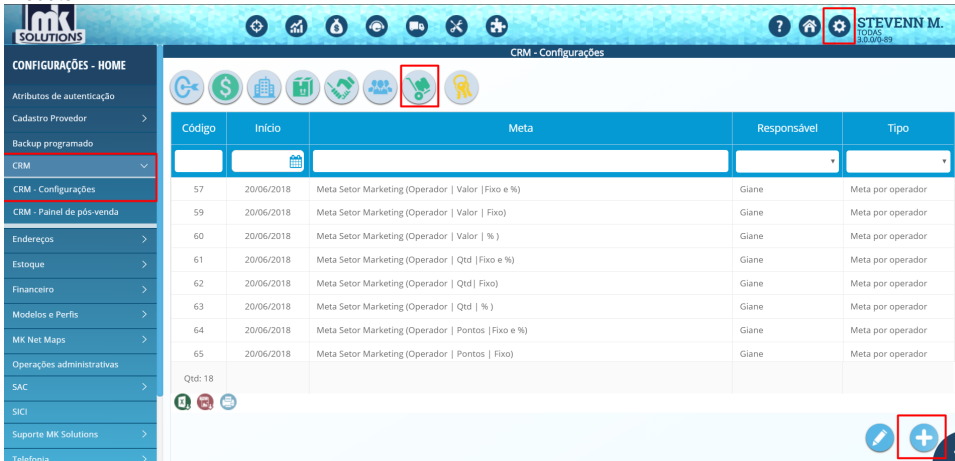 mk
SOLUTIONS
?
STEVENN M.
TODAS
3.0.0/0-89
CRM - Configurações
CONFIGURAÇÕES - HOME
Atributos de autenticação
Cadastro Provedor
Backup programado
CRM
CRM - Configurações
CRM - Painel de pós-venda
Endereços
Estoque
Financeiro
Modelos e Perfis
MK Net Maps
Operações administrativas
SAC
SICI
Suporte MK Solutions
Telefonia
Código Início Meta Responsável Tipo
57 20/06/2018 Meta Setor Marketing (Operador | Valor |Fixo e %) Giane Meta por operador
59 20/06/2018 Meta Setor Marketing (Operador | Valor | Fixo) Giane Meta por operador
60 20/06/2018 Meta Setor Marketing (Operador | Valor | % ) Giane Meta por operador
61 20/06/2018 Meta Setor Marketing (Operador | Qtd |Fixo e %) Giane Meta por operador
62 20/06/2018 Meta Setor Marketing (Operador | Qtd| Fixo) Giane Meta por operador
63 20/06/2018 Meta Setor Marketing (Operador | Qtd | % ) Giane Meta por operador
64 20/06/2018 Meta Setor Marketing (Operador | Pontos |Fixo e %) Giane Meta por operador
65 20/06/2018 Meta Setor Marketing (Operador | Pontos | Fixo) Giane Meta por operador
Qtd: 18